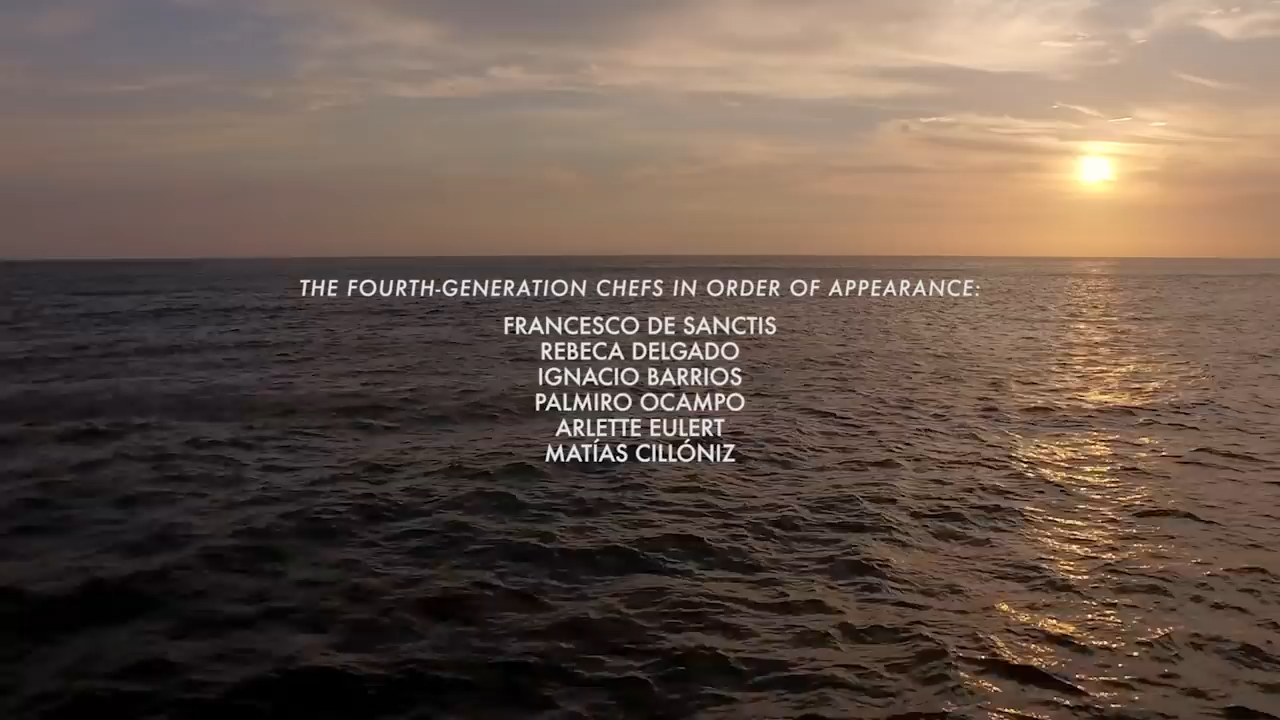 THE FOURTH-GENERATION CHEFS IN ORDER OF APPEARANCE:
FRANCESCO DE SANCTIS
REBECA DELGADO
IGNACIO BARRIOS
PALMIRO OCAMPO
ARLETTE EULERT
MATÍAS CILLÓNIZ